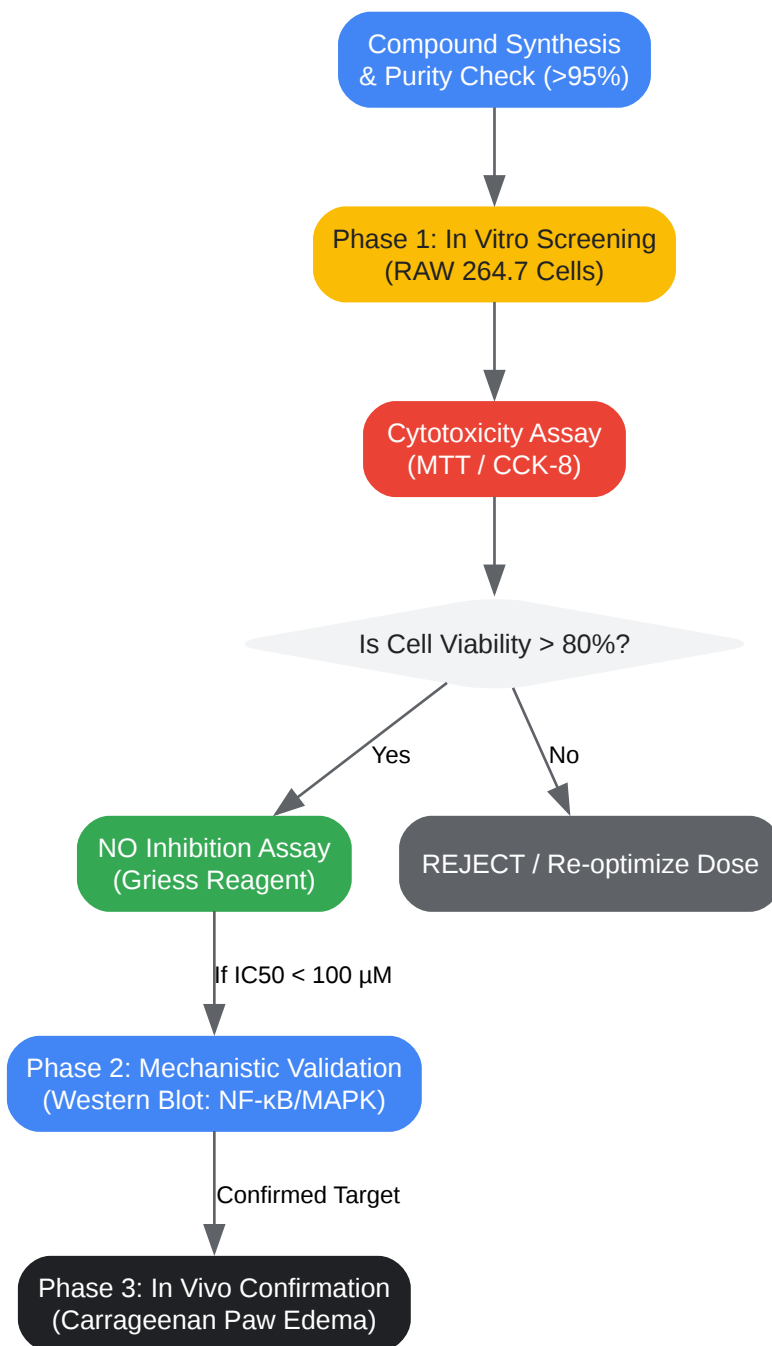 Compound Synthesis
& Purity Check (>95%)
Phase 1: In Vitro Screening
(RAW 264.7 Cells)
Cytotoxicity Assay
(MTT / CCK-8)
Is Cell Viability > 80%?
Yes
No
NO Inhibition Assay
(Griess Reagent)
REJECT / Re-optimize Dose
If IC50 < 100 µM
Phase 2: Mechanistic Validation
(Western Blot: NF-κB/MAPK)
Confirmed Target
Phase 3: In Vivo Confirmation
(Carrageenan Paw Edema)